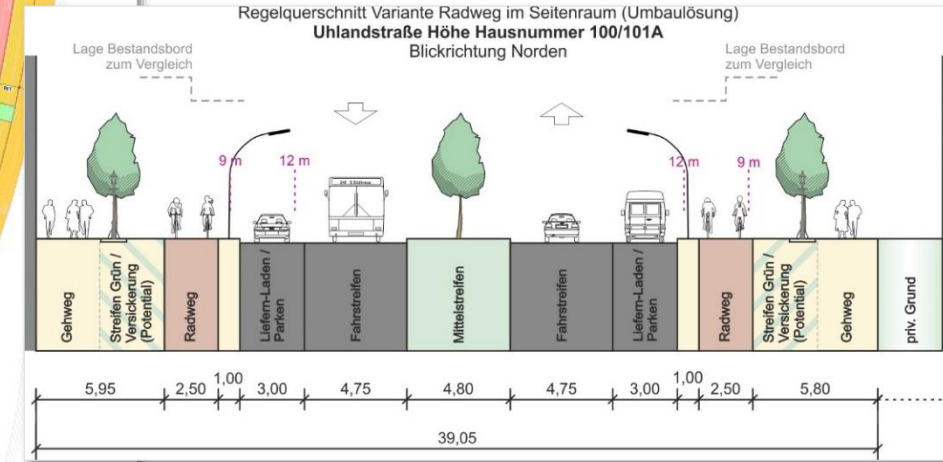 Regelquerschnitt Variante Radweg im Seitenraum (Umbaulösung)
Uhlandstraße Höhe Hausnummer 100/101A
Blickrichtung Norden
Lage Bestandsbord
zum Vergleich
Lage Bestandsbord
zum Vergleich
9 m
12 m
12 m
9 m
Gehweg
Streifen Grün /
Versickerung
(Potential)
Radweg
Liefern-Laden /
Parken
Fahrstreifen
Mittelstreifen
Fahrstreifen
Liefern-Laden /
Parken
Radweg
Streifen Grün /
Versickerung
(Potential)
Gehweg
priv. Grund
5,95
2,50
1,00
3,00
4,75
4,80
4,75
3,00
1,00
2,50
5,80
39,05